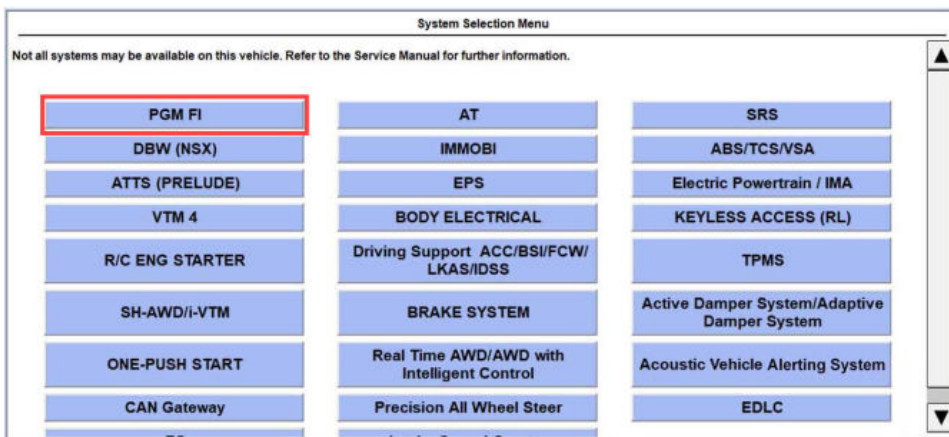 System Selection Menu
Not all systems may be available on this vehicle. Refer to the Service Manual for further information.
PGM FI
AT
SRS
DBW (NSX)
IMMOBI
ABS/TCS/VSA
ATTS (PRELUDE)
EPS
Electric Powertrain / IMA
VTM 4
BODY ELECTRICAL
KEYLESS ACCESS (RL)
R/C ENG STARTER
Driving Support ACC/BSI/FCW/
LKAS/IDSS
TPMS
SH-AWD/i-VTM
BRAKE SYSTEM
Active Damper System/Adaptive
Damper System
ONE-PUSH START
Real Time AWD/AWD with
Intelligent Control
Acoustic Vehicle Alerting System
CAN Gateway
Precision All Wheel Steer
EDLC